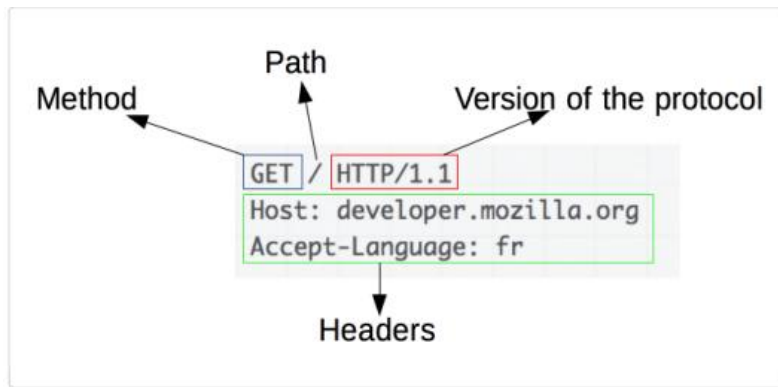 Path
Method
Version of the protocol
GET / HTTP/1.1
Host: developer.mozilla.org
Accept-Language: fr
Headers